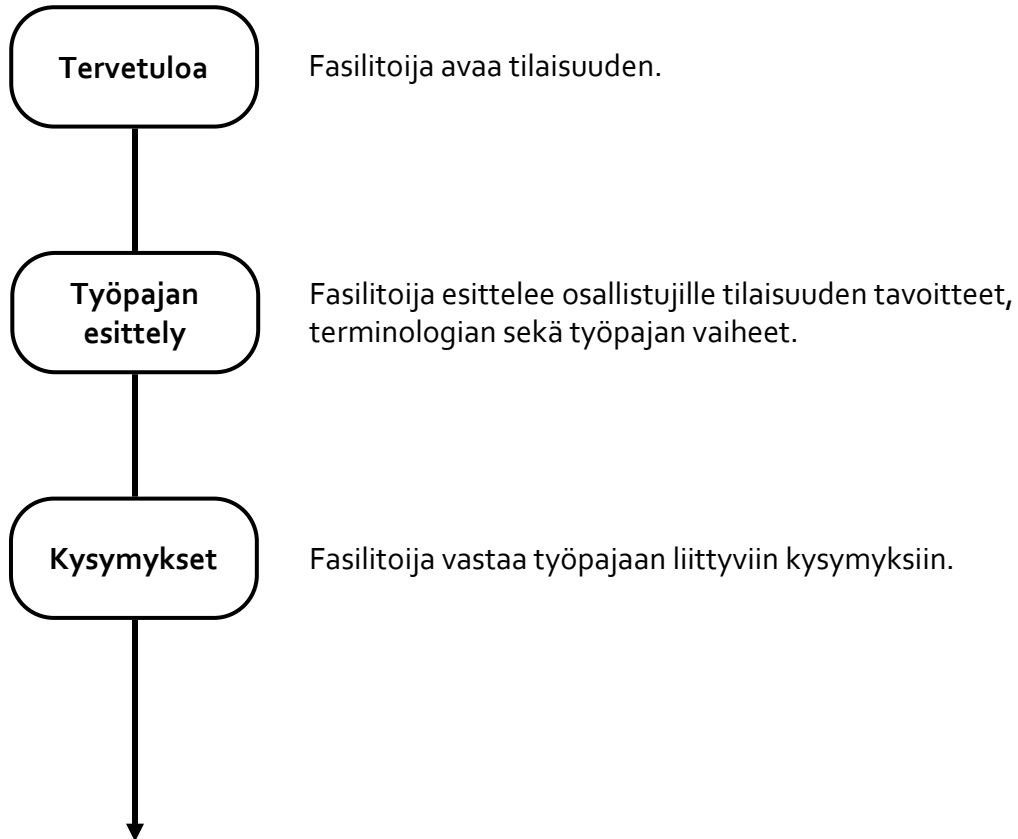 Tervetuloa
Fasilitoija avaa tilaisuuden.
Työpajan
esittely
Fasilitoija esittelee osallistujille tilaisuuden tavoitteet,
terminologian sekä työpajan vaiheet.
Kysymykset
Fasilitoija vastaa työpajaan liittyviin kysymyksiin.